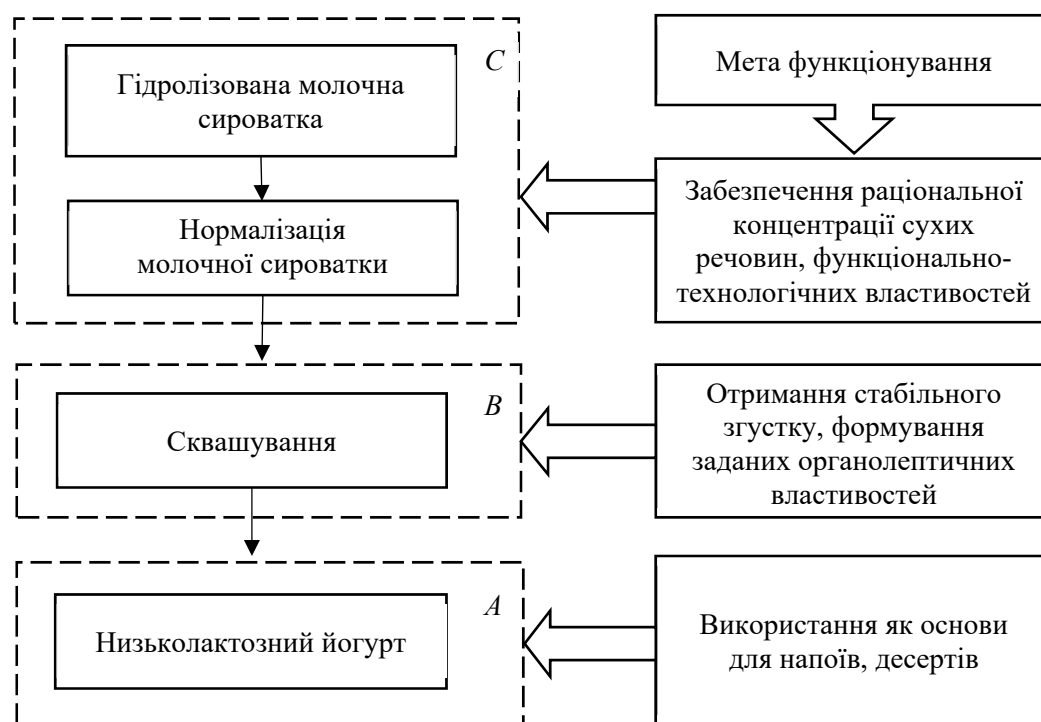 C
Гідролізована молочна
сироватка
Нормалізація
молочної сироватки
Мета функціонування
Забезпечення раціональної
концентрації сухих
речовин, функціонально-
технологічних властивостей
B
Сквашування
Отримання стабільного
згустку, формування
заданих органолептичних
властивостей
A
Низьколактозний йогурт
Використання як основи
для напоїв, десертів